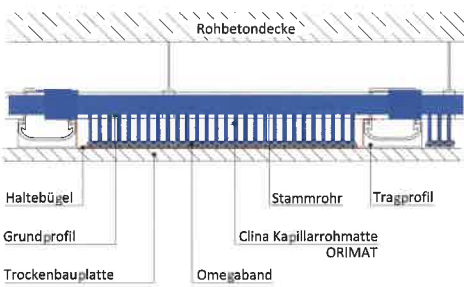 Rohbetondecke
Haltebügel
Stammrohr
Tragprofil
Grundprofil
Clina Kapillarrohmatte
ORIMAT
Trockenbauplatte
Omegaband